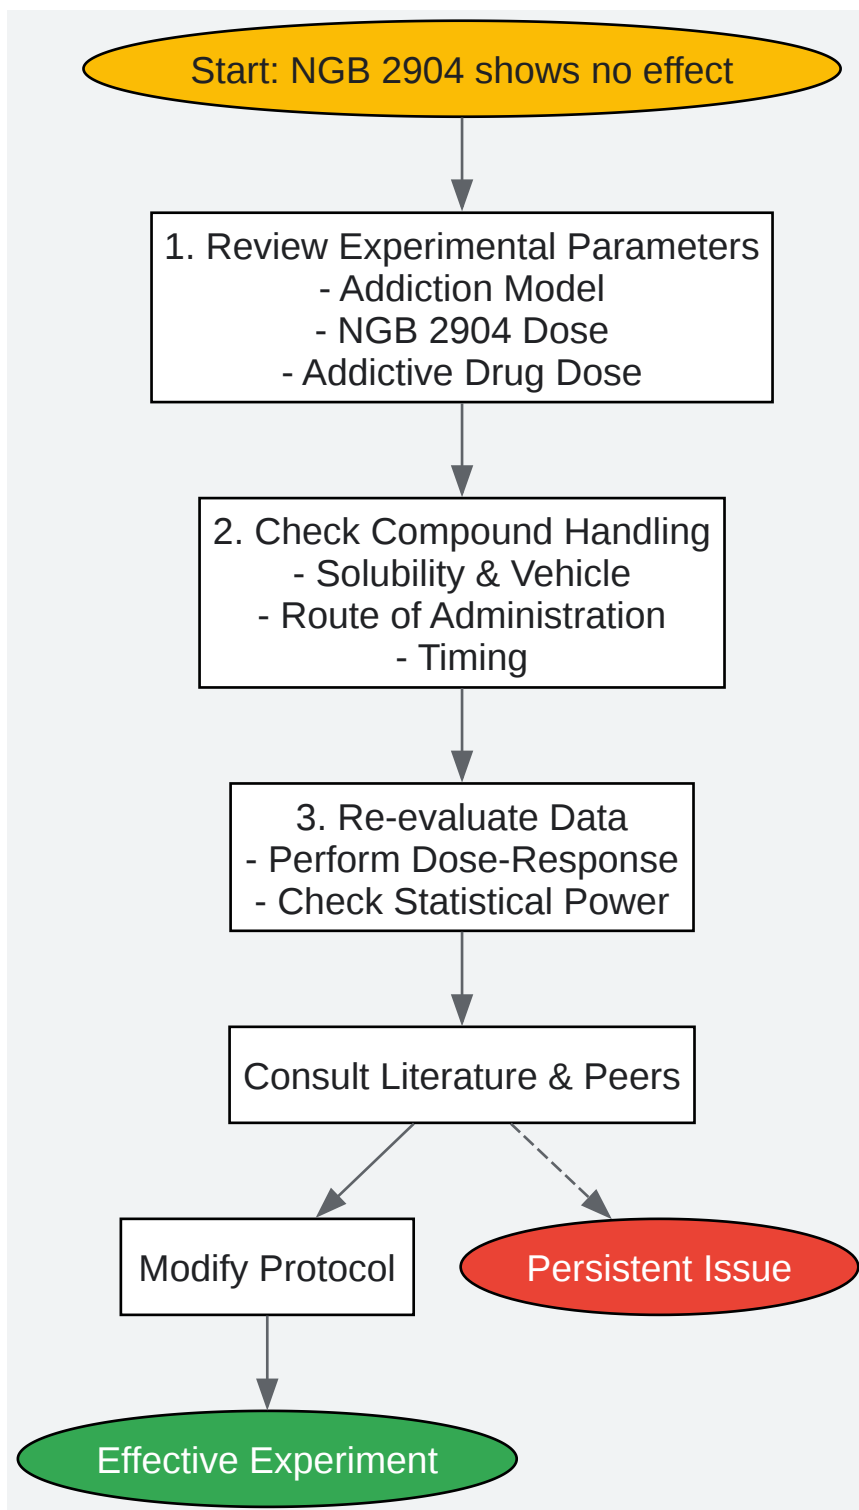 Start: NGB 2904 shows no effect
1. Review Experimental Parameters
- Addiction Model
- NGB 2904 Dose
- Addictive Drug Dose
2. Check Compound Handling
- Solubility & Vehicle
- Route of Administration
- Timing
3. Re-evaluate Data
- Perform Dose-Response
- Check Statistical Power
Consult Literature & Peers
Modify Protocol
Persistent Issue
Effective Experiment